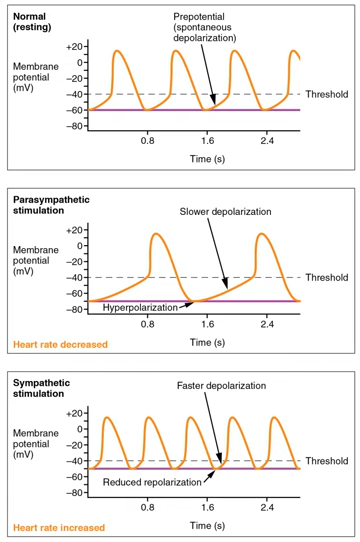 Normal
(resting)
Prepotential
(spontaneous
depolarization)
Membrane
potential
(mV)
+20
0
−20
−40
−60
−80
Threshold
0.8
1.6
2.4
Time (s)
Parasympathetic
stimulation
Slower depolarization
Membrane
potential
(mV)
+20
0
−20
−40
−60
−80
Threshold
Hyperpolarization
0.8
1.6
2.4
Time (s)
Heart rate decreased
Sympathetic
stimulation
Faster depolarization
Membrane
potential
(mV)
+20
0
−20
−40
−60
−80
Threshold
Reduced repolarization
0.8
1.6
2.4
Time (s)
Heart rate increased